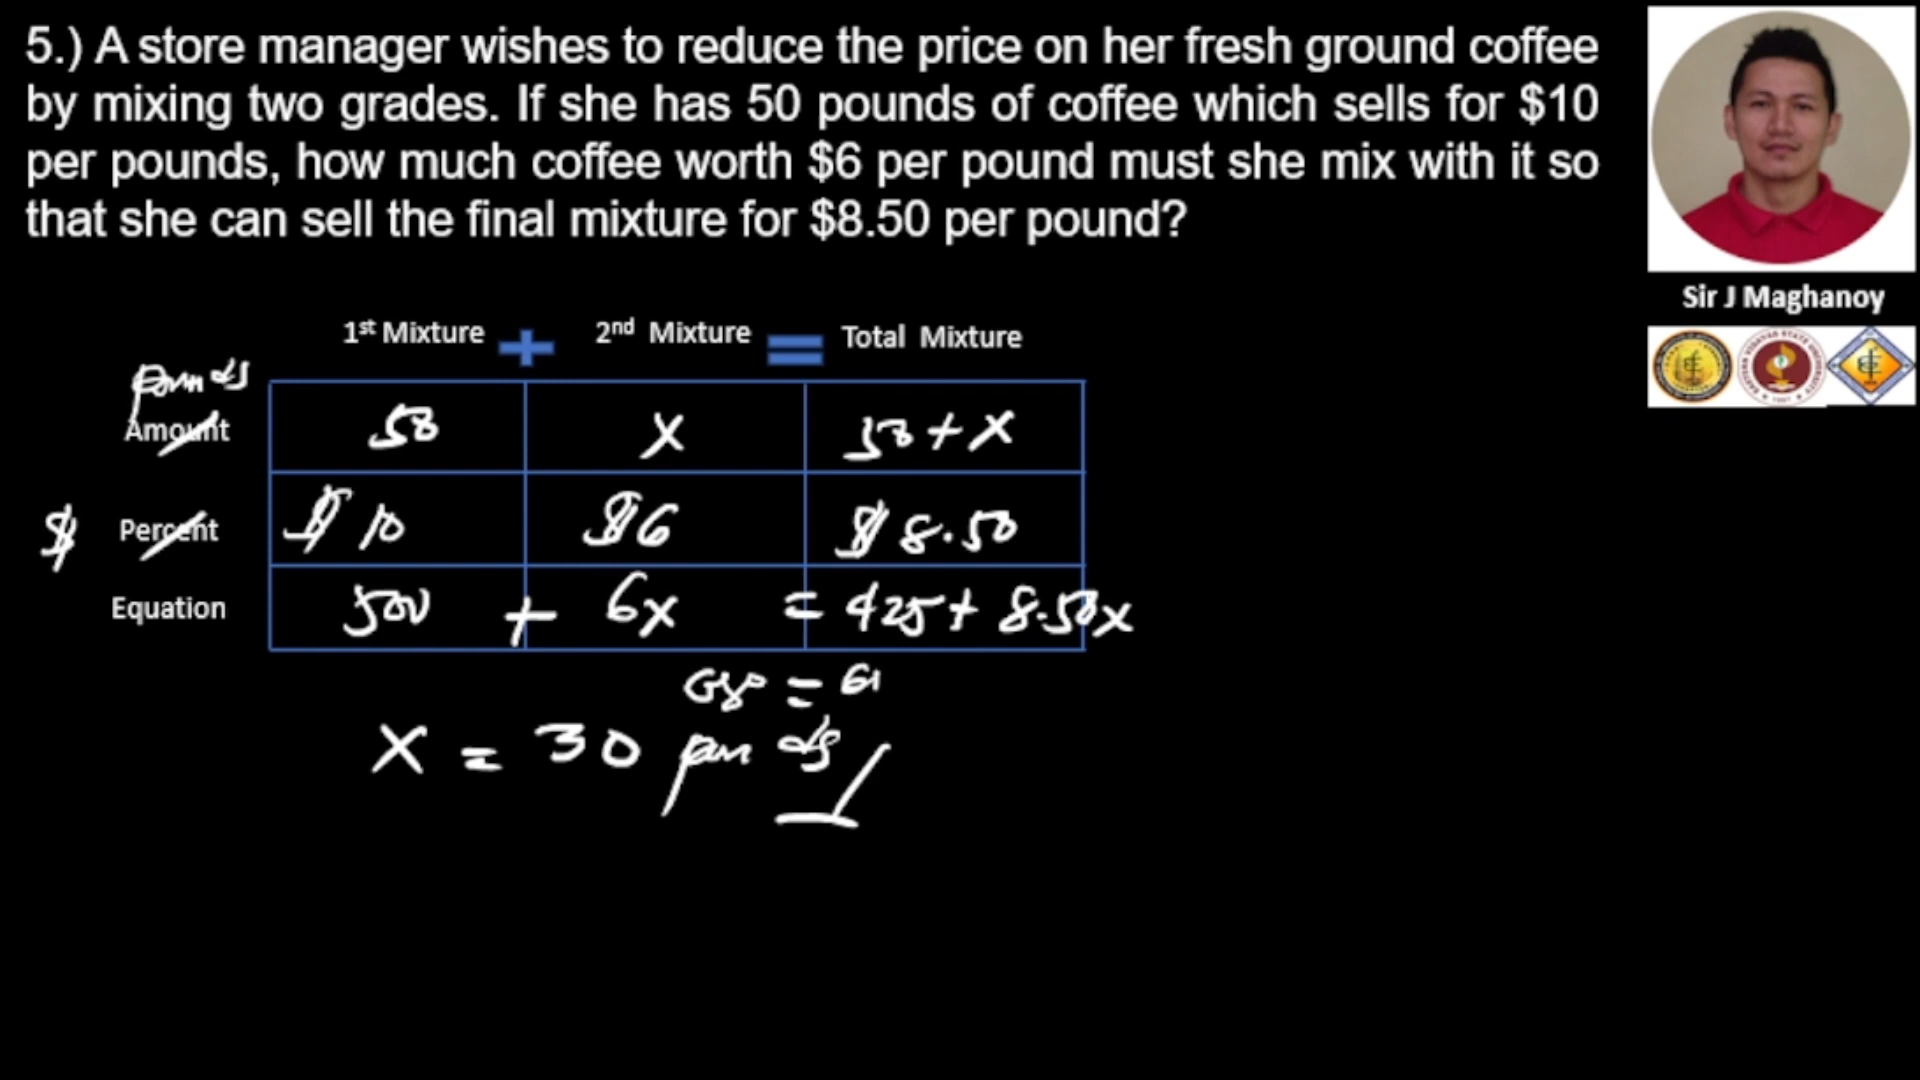 5.) A store manager wishes to reduce the price on her fresh ground coffee
by mixing two grades. If she has 50 pounds of coffee which sells for $10
per pounds, how much coffee worth $6 per pound must she mix with it so
that she can sell the final mixture for $8.50 per pound?
Sir J Maghanoy
1st Mixture + 2nd Mixture = Total Mixture
pounds
Amount 50 X 50 + X
$ Percent $10 $6 $8.50
Equation 500 + 6x = 425 + 8.50x
X = 30 pounds